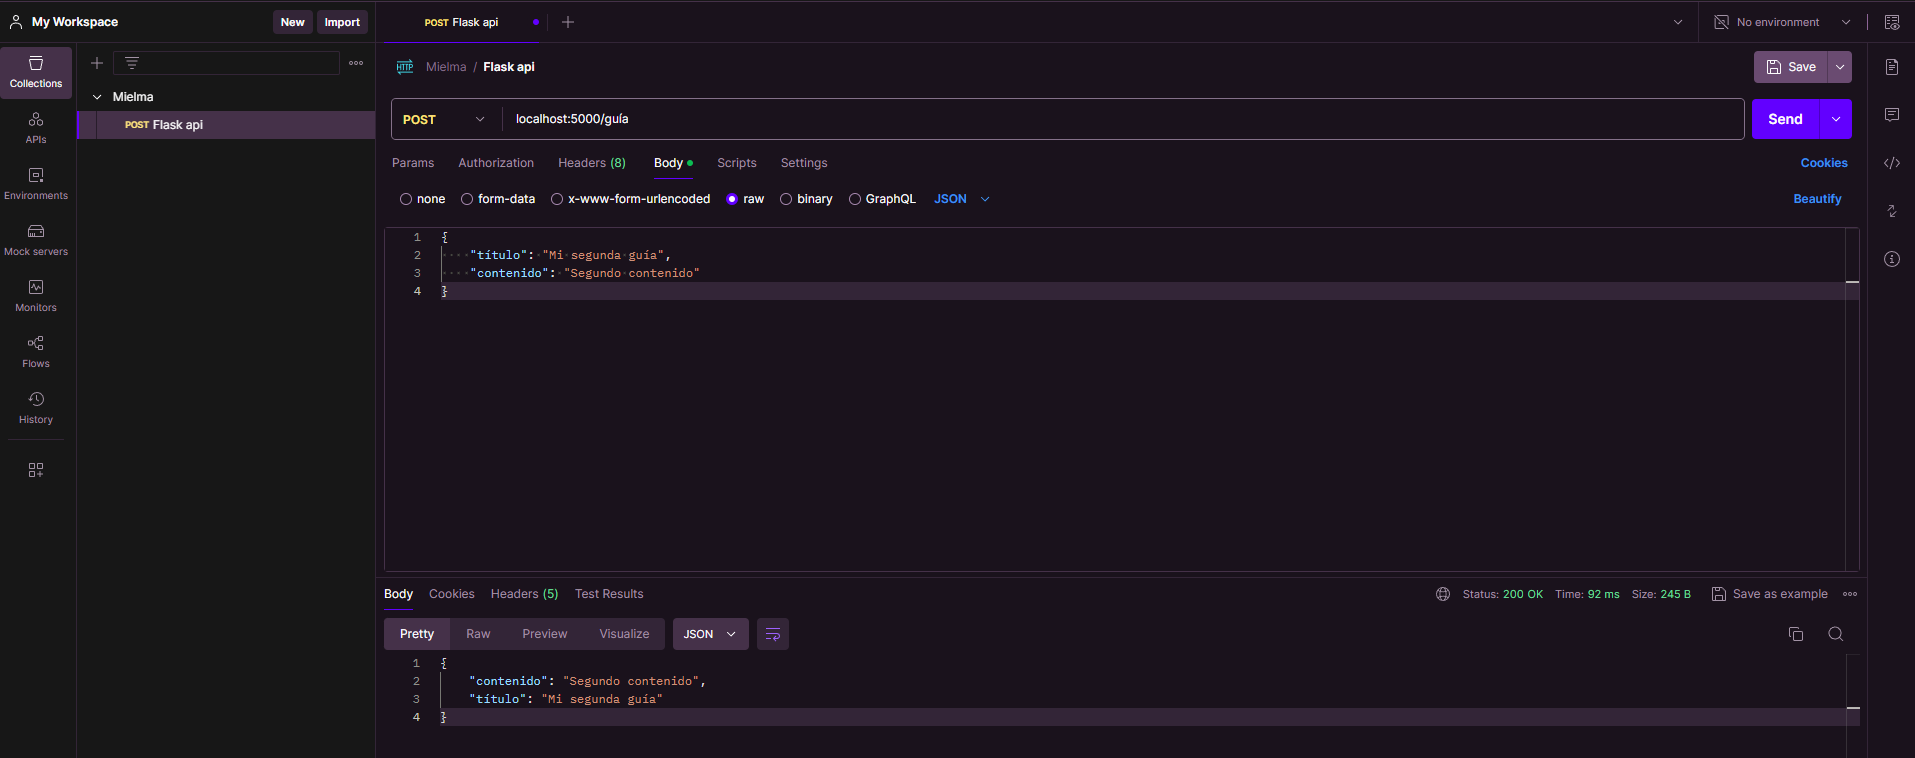 My Workspace
New
Import
POST Flask api
No environment
Collections
APIs
Environments
Mock servers
Monitors
Flows
History
Mielma
POST Flask api
HTTP
Mielma / Flask api
Save
POST
localhost:5000/guía
Send
Params
Authorization
Headers (8)
Body
Scripts
Settings
Cookies
none
form-data
x-www-form-urlencoded
raw
binary
GraphQL
JSON
Beautify
1 {
2 "título": "Mi segunda guía",
3 "contenido": "Segundo contenido"
4 }
Body
Cookies
Headers (5)
Test Results
Status: 200 OK
Time: 92 ms
Size: 245 B
Save as example
Pretty
Raw
Preview
Visualize
JSON
1 {
2 "contenido": "Segundo contenido",
3 "título": "Mi segunda guía"
4 }